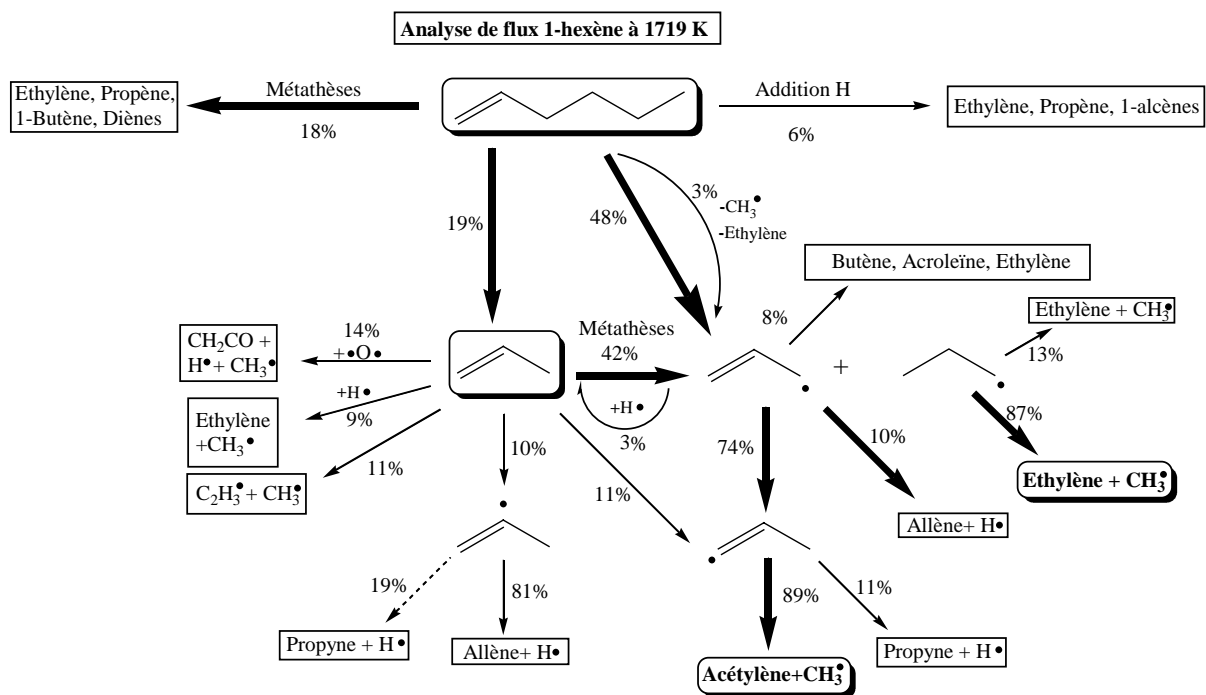 Analyse de flux 1-hexène à 1719 K
Ethylène, Propène,
1-Butène, Diènes
Métathèses
18%
Addition H
6%
Ethylène, Propène, 1-alcènes
19%
48%
3%
-CH3•
-Ethylène
Butène, Acroleïne, Ethylène
8%
Ethylène + CH3•
13%
CH2CO +
H• + CH3•
14%
+•O•
Métathèses
42%
+
+H•
9%
+H•
3%
Ethylène
+CH3•
87%
11%
10%
74%
10%
C2H3• + CH3•
11%
Ethylène + CH3•
Allène+ H•
19%
81%
89%
11%
Propyne + H•
Allène+ H•
Acétylène+CH3•
Propyne + H•